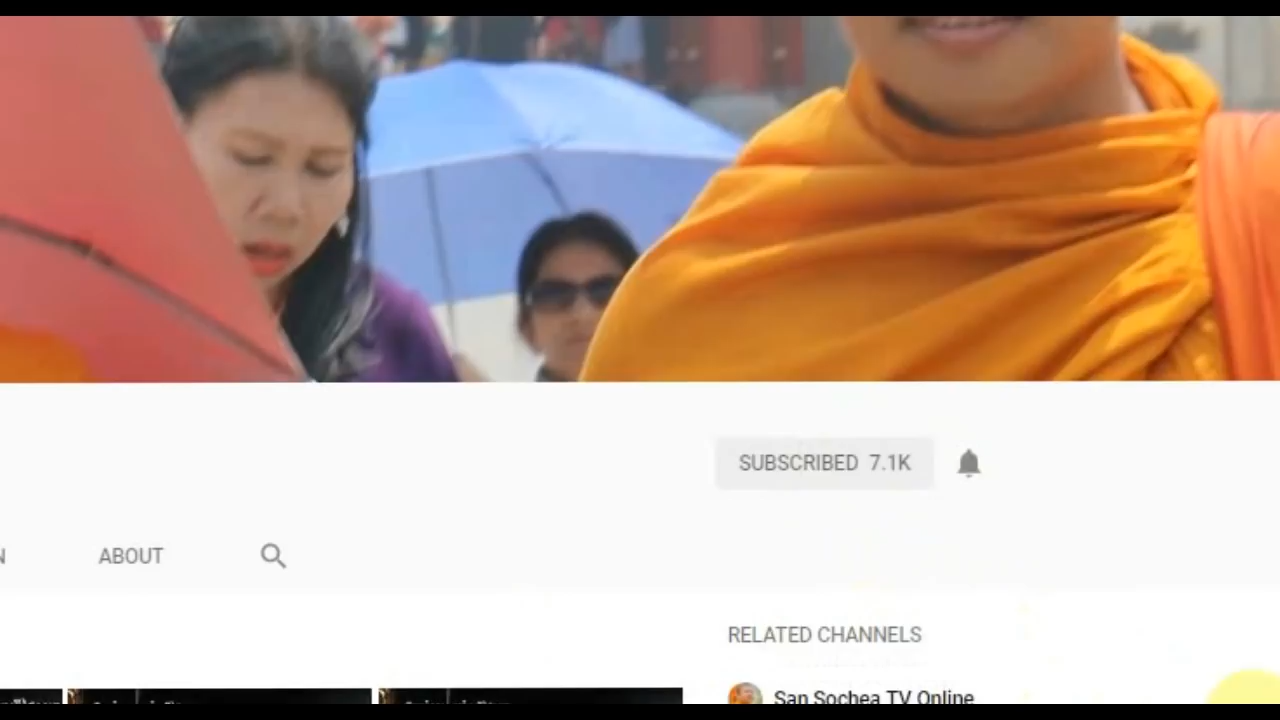 SUBSCRIBED 7.1K
ABOUT
RELATED CHANNELS
San Sochea TV Online